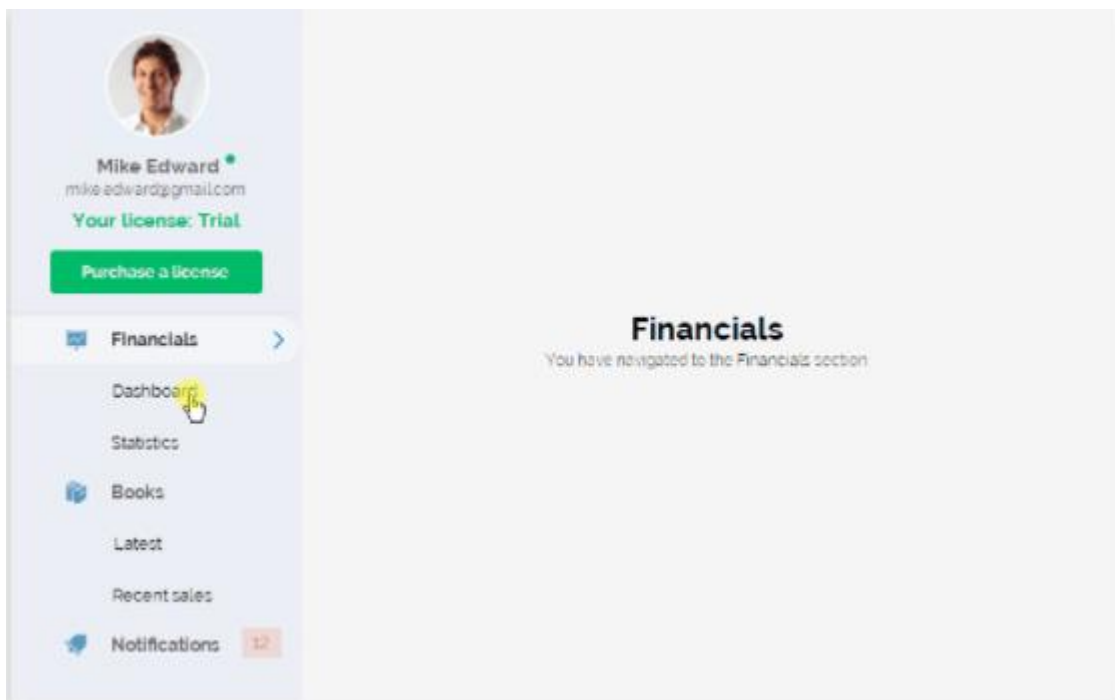 Mike Edward
mike.edward@gmail.com
Your license: Trial
Purchase a license
Financials
Dashboard
Statistics
Books
Latest
Recent sales
Notifications 12
Financials
You have navigated to the Financials section